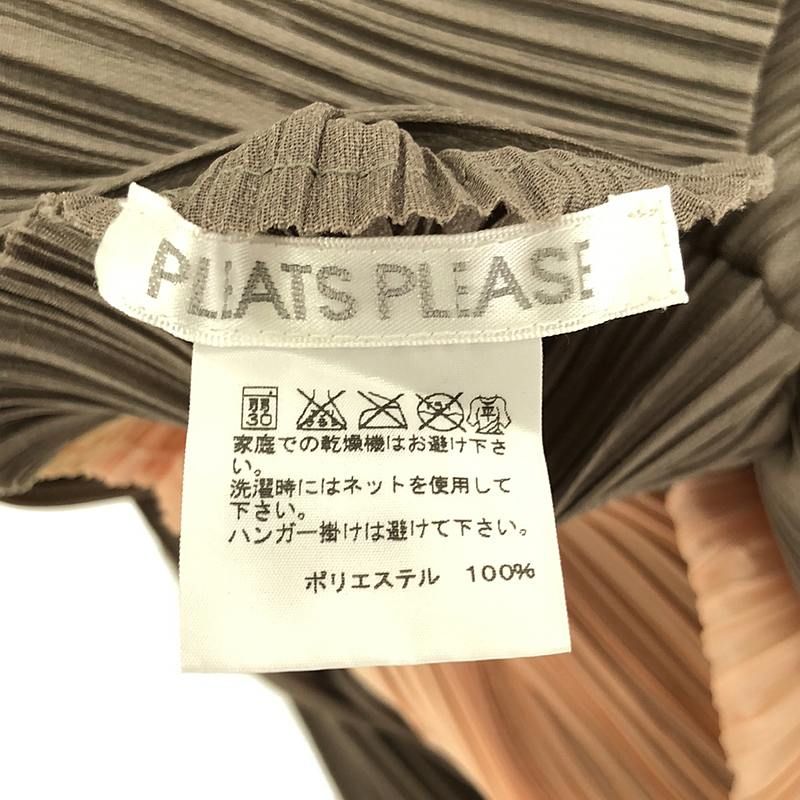 PLEATS PLEASE
弱
30
平
家庭での乾燥機はお避け下さ
い。
洗濯時にはネットを使用して
下さい。
ハンガー掛けは避けて下さい。
ポリエステル 100%